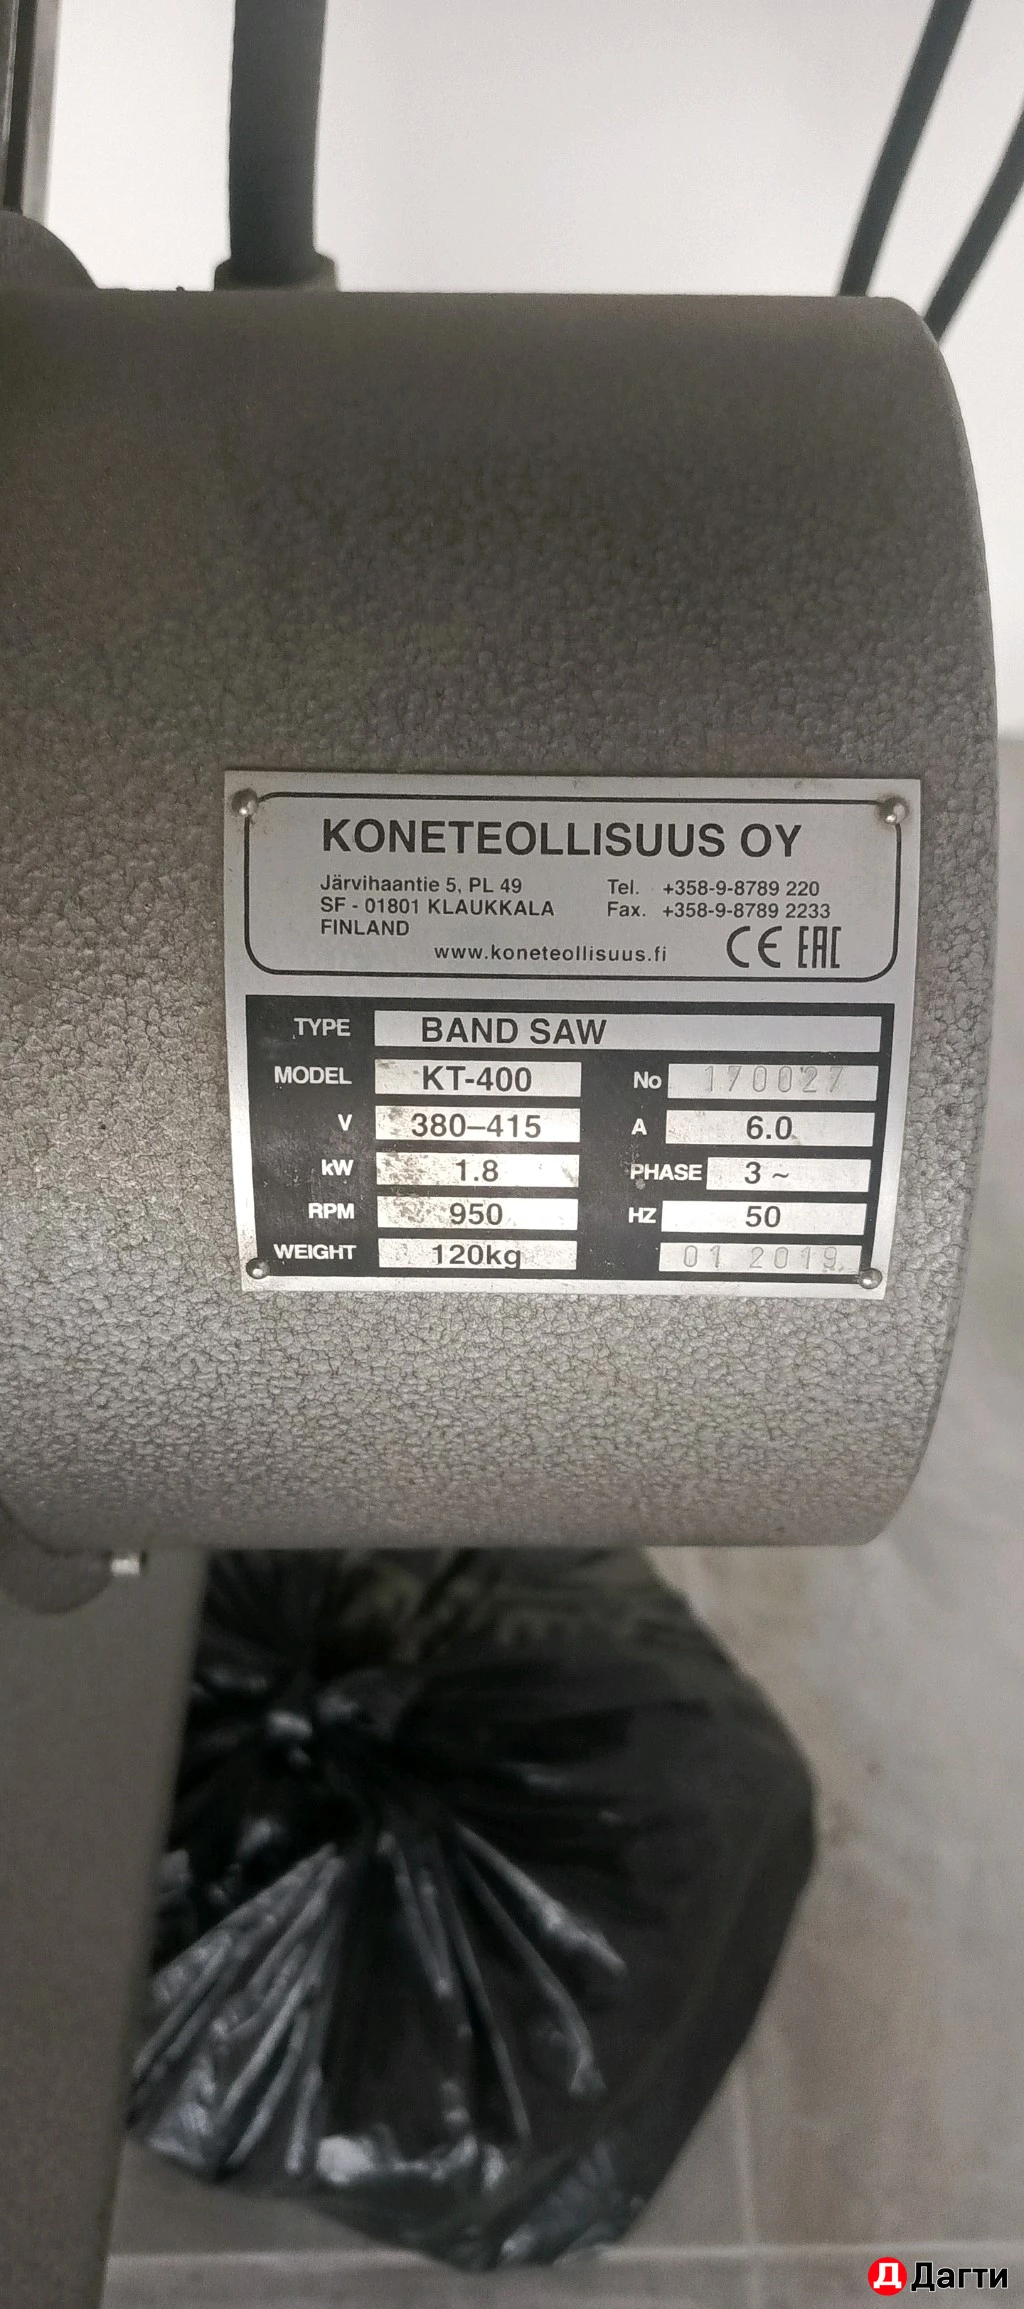 KONETEOLLISUUS OY
Järvihaantie 5, PL 49 Tel. +358-9-8789 220
SF - 01801 KLAUKKALA Fax. +358-9-8789 2233
FINLAND
www.koneteollisuus.fi CE EAC
TYPE BAND SAW
MODEL KT-400 No 170027
V 380–415 A 6.0
kW 1.8 PHASE 3 ~
RPM 950 HZ 50
WEIGHT 120kg 01 2019
Д Дагти